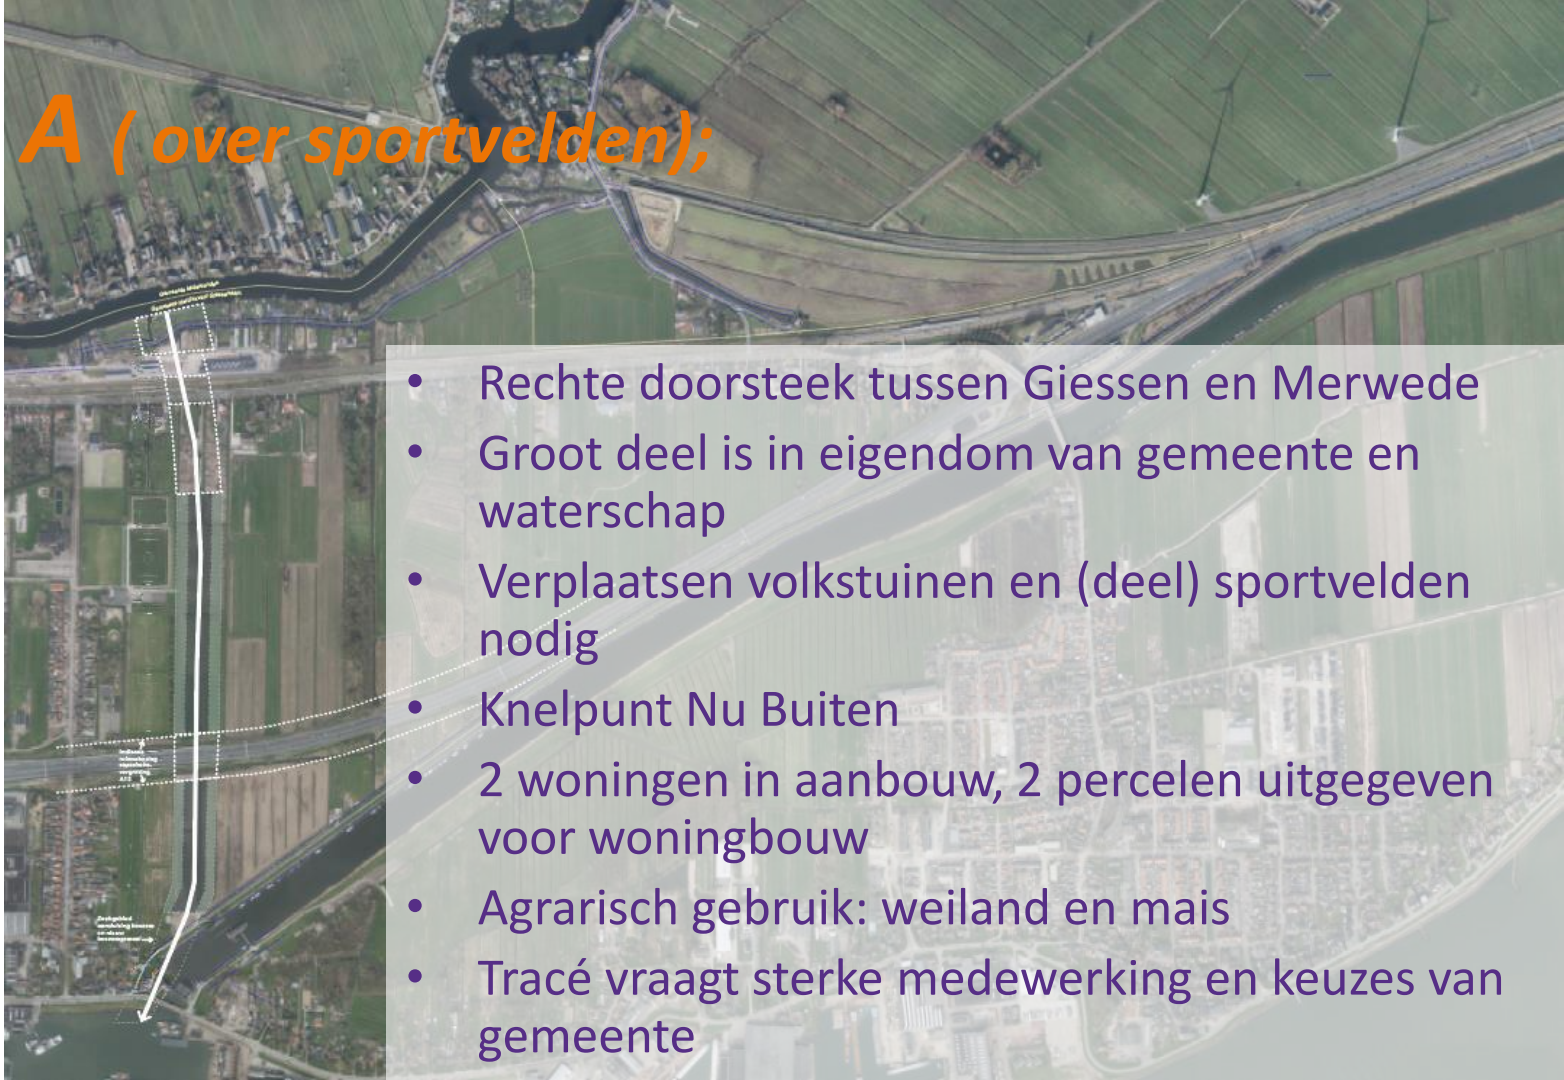 A ( over sportvelden);
• Rechte doorsteek tussen Giessen en Merwede
• Groot deel is in eigendom van gemeente en
waterschap
• Verplaatsen volkstuinen en (deel) sportvelden
nodig
• Knelpunt Nu Buiten
• 2 woningen in aanbouw, 2 percelen uitgegeven
voor woningbouw
• Agrarisch gebruik: weiland en mais
• Tracé vraagt sterke medewerking en keuzes van
gemeente